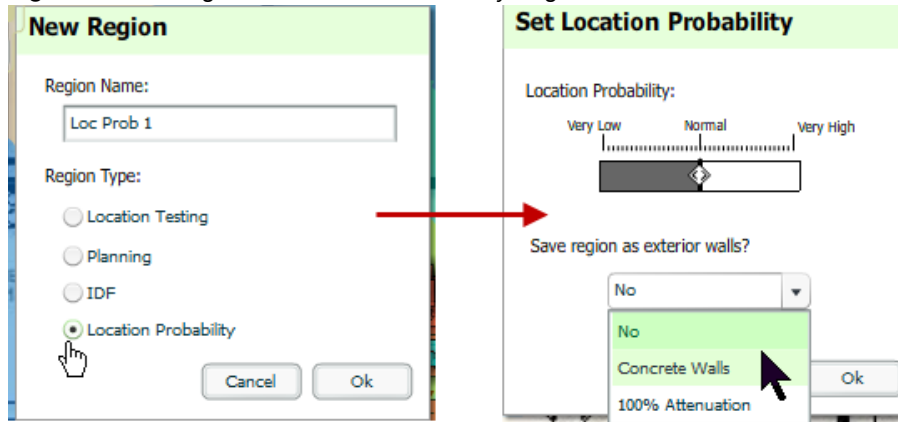 New Region
Region Name:
Loc Prob 1
Region Type:
Location Testing
Planning
IDF
Location Probability
Cancel
Ok
Set Location Probability
Location Probability:
Very Low Normal Very High
Save region as exterior walls?
No
No
Concrete Walls
100% Attenuation
Ok